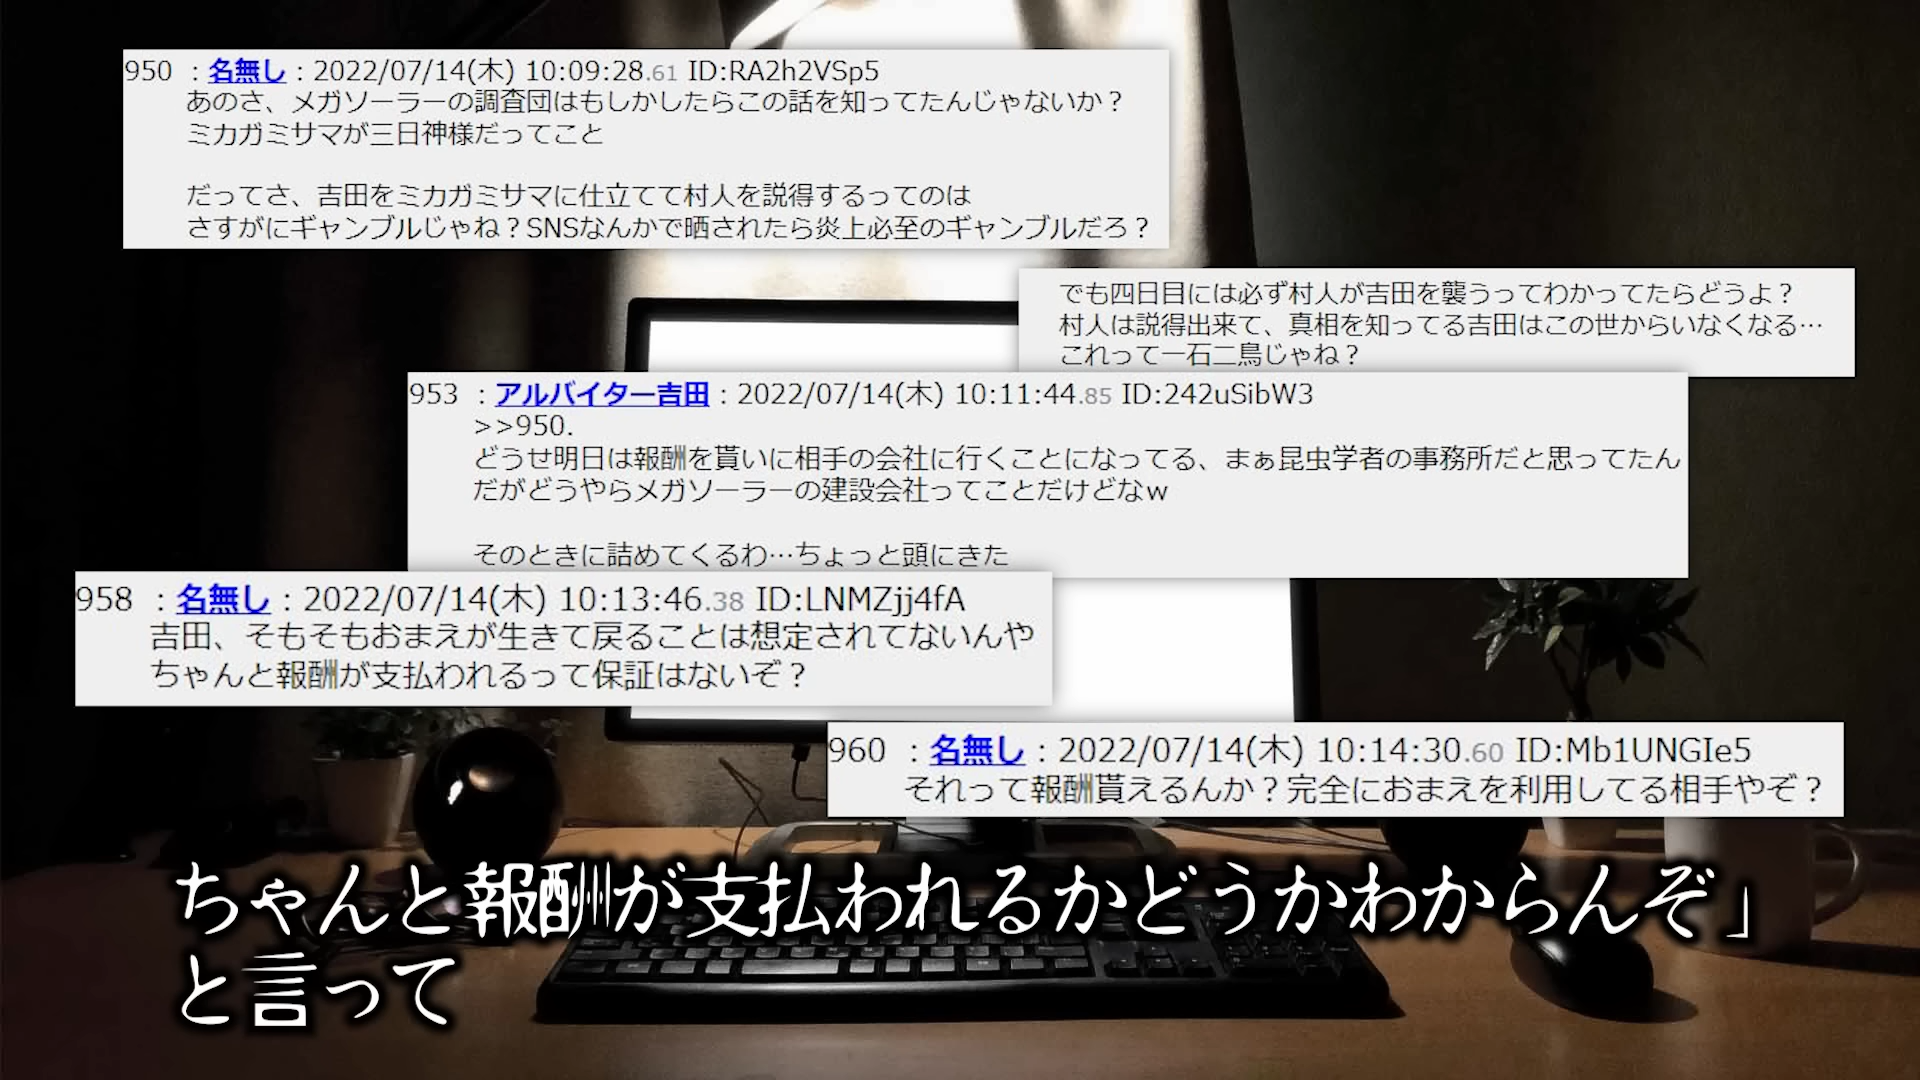 950 ：名無し：2022/07/14(木) 10:09:28.61 ID:RA2h2VSp5
あのさ、メガソーラーの調査団はもしかしたらこの話を知ってたんじゃないか？
ミカガミサマが三日神様だってこと
だってさ、吉田をミカガミサマに仕立てて村人を説得するってのは
さすがにギャンブルじゃね？SNSなんかで晒されたら炎上必至のギャンブルだろ？
でも四日目には必ず村人が吉田を襲うってわかってたらどうよ？
村人は説得出来て、真相を知ってる吉田はこの世からいなくなる…
これって一石二鳥じゃね？
953 ：アルバイター吉田：2022/07/14(木) 10:11:44.85 ID:242uSibW3
>>950.
どうせ明日は報酬を貰いに相手の会社に行くことになってる、まぁ昆虫学者の事務所だと思ってたん
だがどうやらメガソーラーの建設会社ってことだけどなｗ
そのときに詰めてくるわ…ちょっと頭にきた
958 ：名無し：2022/07/14(木) 10:13:46.38 ID:LNMZjj4fA
吉田、そもそもおまえが生きて戻ることは想定されてないんや
ちゃんと報酬が支払われるって保証はないぞ？
960 ：名無し：2022/07/14(木) 10:14:30.60 ID:Mb1UNGIe5
それって報酬貰えるんか？完全におまえを利用してる相手やぞ？
ちゃんと報酬が支払われるかどうかわからんぞ」
と言って